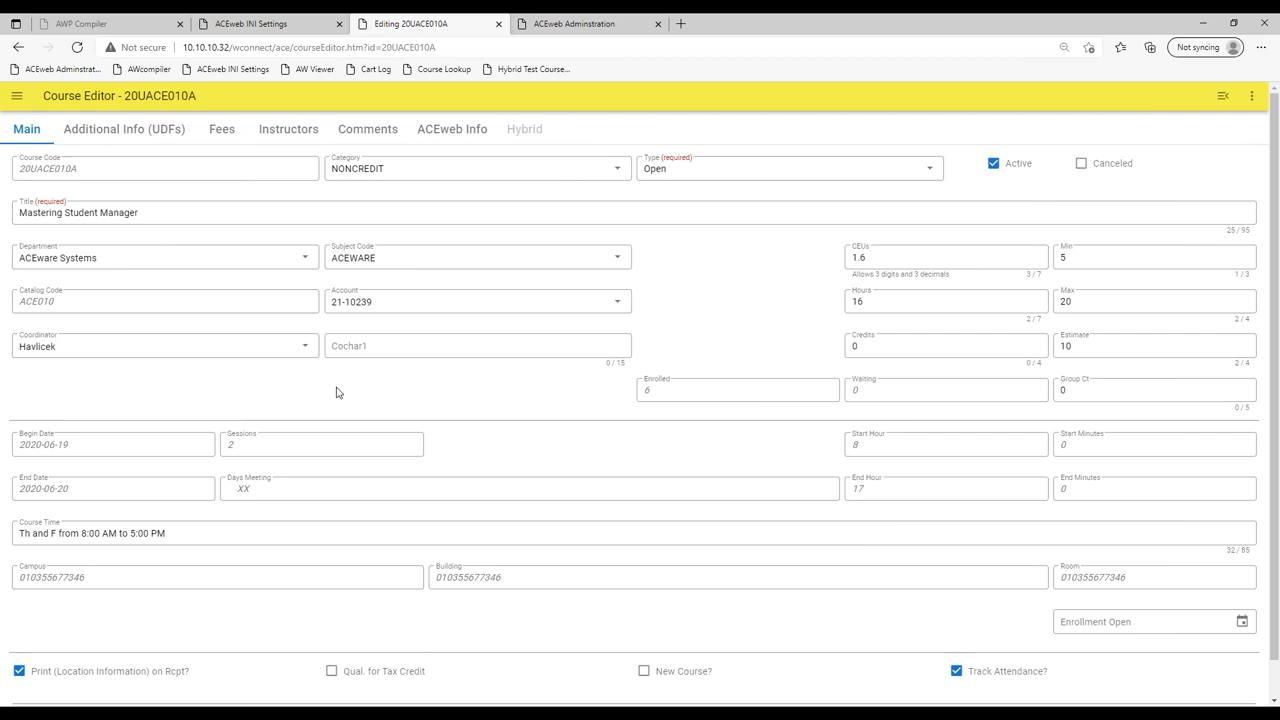 AWP Compiler
ACEweb INI Settings
Editing 20UACE010A
ACEweb Adminstration
Not secure
10.10.10.32/wconnect/ace/courseEditor.htm?id=20UACE010A
Not syncing
ACEweb Adminstrat...
AWcompiler
ACEweb INI Settings
AW Viewer
Cart Log
Course Lookup
Hybrid Test Course...
Course Editor - 20UACE010A
Main
Additional Info (UDFs)
Fees
Instructors
Comments
ACEweb Info
Hybrid
Course Code
20UACE010A
Category
NONCREDIT
Type (required)
Open
Active
Canceled
Title (required)
Mastering Student Manager
25 / 95
Department
ACEware Systems
Subject Code
ACEWARE
CEUs
1.6
Allows 3 digits and 3 decimals
3 / 7
Min
5
1 / 3
Catalog Code
ACE010
Account
21-10239
Hours
16
2 / 7
Max
20
2 / 4
Coordinator
Havlicek
Cochar1
0 / 15
Credits
0
0 / 4
Estimate
10
2 / 4
Enrolled
6
Waiting
0
Group Ct
0
0 / 5
Begin Date
2020-06-19
Sessions
2
Start Hour
8
Start Minutes
0
End Date
2020-06-20
Days Meeting
XX
End Hour
17
End Minutes
0
Course Time
Th and F from 8:00 AM to 5:00 PM
32 / 85
Campus
010355677346
Building
010355677346
Room
010355677346
Enrollment Open
Print (Location Information) on Rcpt?
Qual. for Tax Credit
New Course?
Track Attendance?